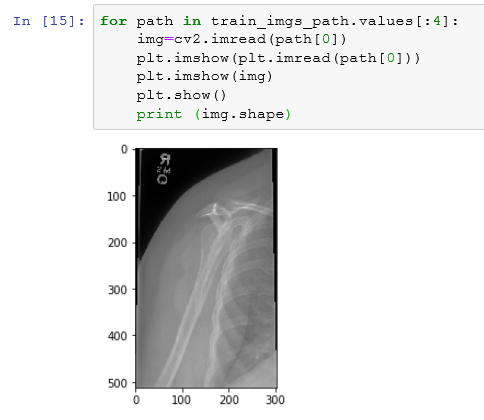 In [15]: for path in train_imgs_path.values[:4]:
img=cv2.imread(path[0])
plt.imshow(plt.imread(path[0]))
plt.imshow(img)
plt.show()
print (img.shape)
0
R
100
200
300
400
500
0 100 200 300